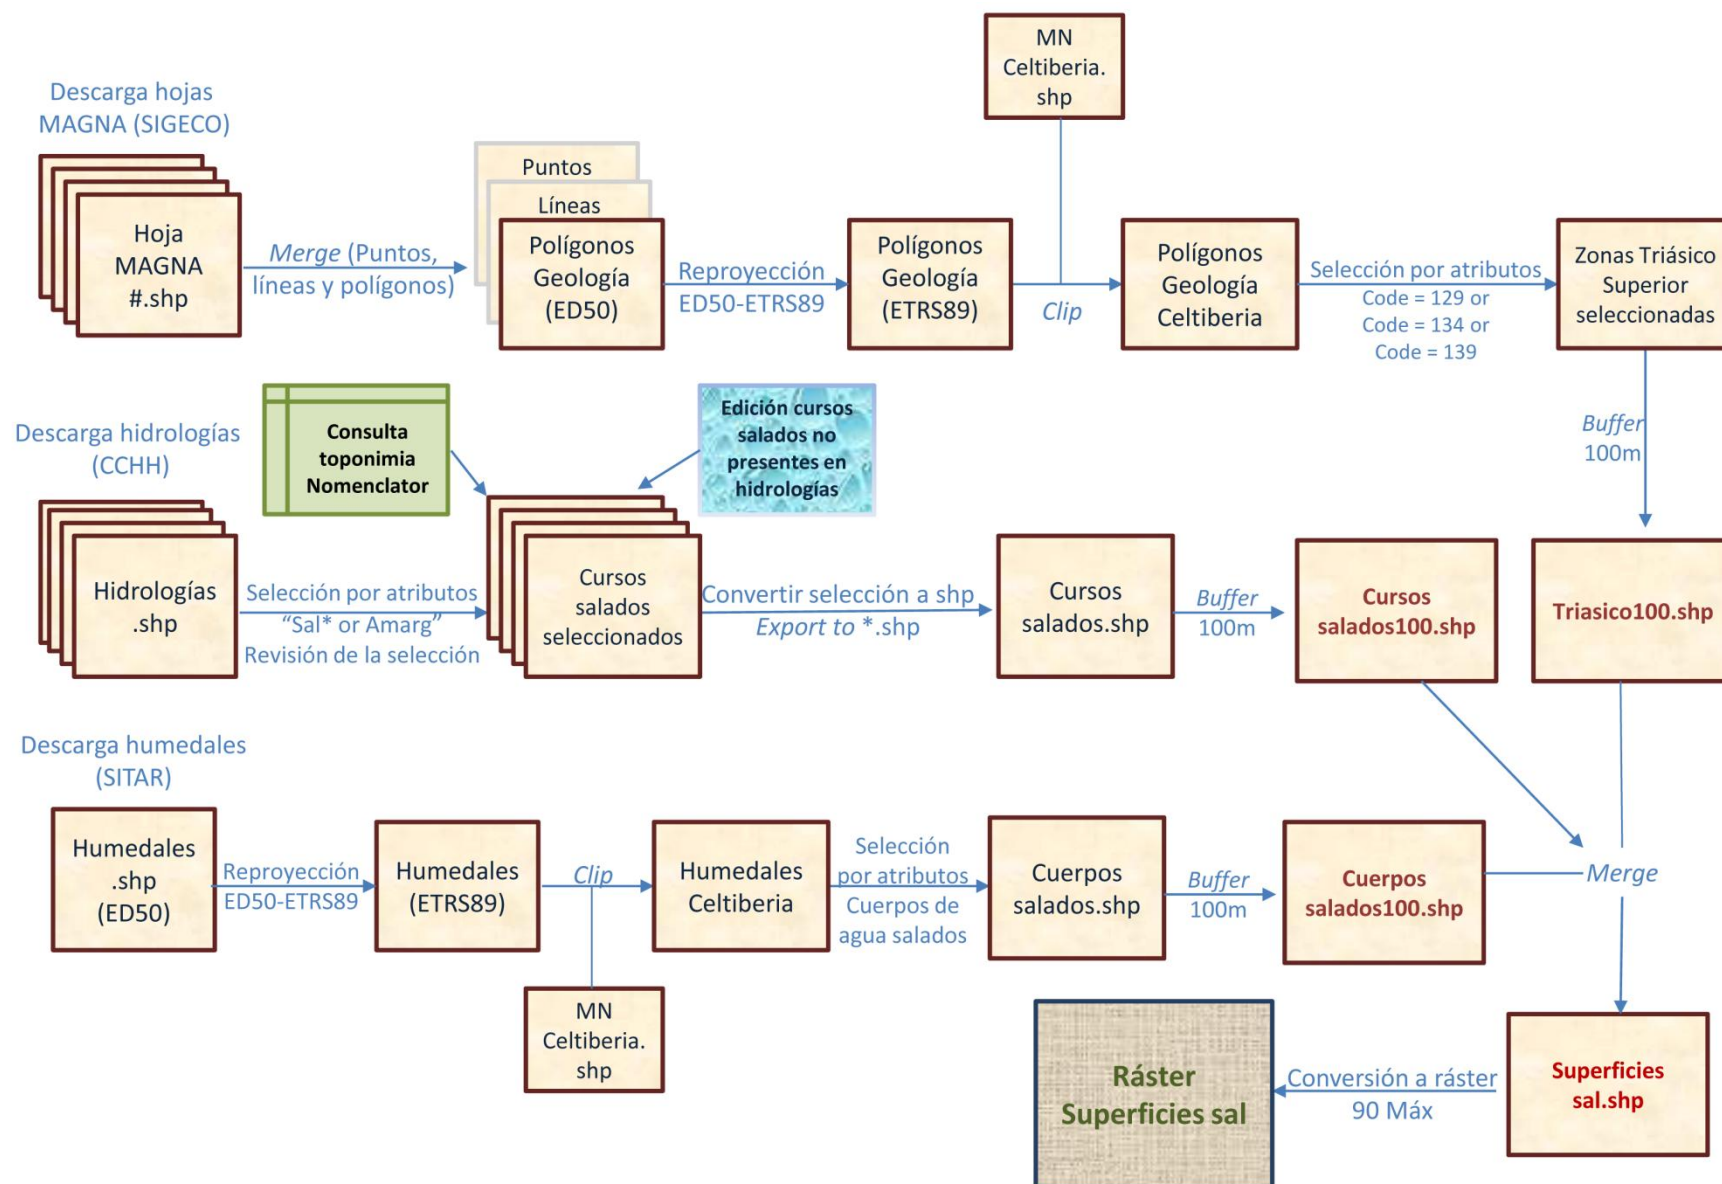 MN
Celtiberia.
shp
Descarga hojas
MAGNA (SIGECO)
Hoja
MAGNA
#.shp
Merge (Puntos,
líneas y polígonos)
Puntos
Líneas
Polígonos
Geología
(ED50)
Reproyección
ED50-ETRS89
Polígonos
Geología
(ETRS89)
Clip
Polígonos
Geología
Celtiberia
Selección por atributos
Code = 129 or
Code = 134 or
Code = 139
Zonas Triásico
Superior
seleccionadas
Buffer
100m
Descarga hidrologías
(CCHH)
Consulta
toponimia
Nomenclator
Edición cursos
salados no
presentes en
hidrologías
Hidrologías
.shp
Selección por atributos
“Sal* or Amarg”
Revisión de la selección
Cursos
salados
seleccionados
Convertir selección a shp
Export to *.shp
Cursos
salados.shp
Buffer
100m
Cursos
salados100.shp
Triasico100.shp
Descarga humedales
(SITAR)
Humedales
.shp
(ED50)
Reproyección
ED50-ETRS89
Humedales
(ETRS89)
Clip
MN
Celtiberia.
shp
Humedales
Celtiberia
Selección
por atributos
Cuerpos de
agua salados
Cuerpos
salados.shp
Buffer
100m
Cuerpos
salados100.shp
Merge
Superficies
sal.shp
Conversión a ráster
90 Máx
Ráster
Superficies sal